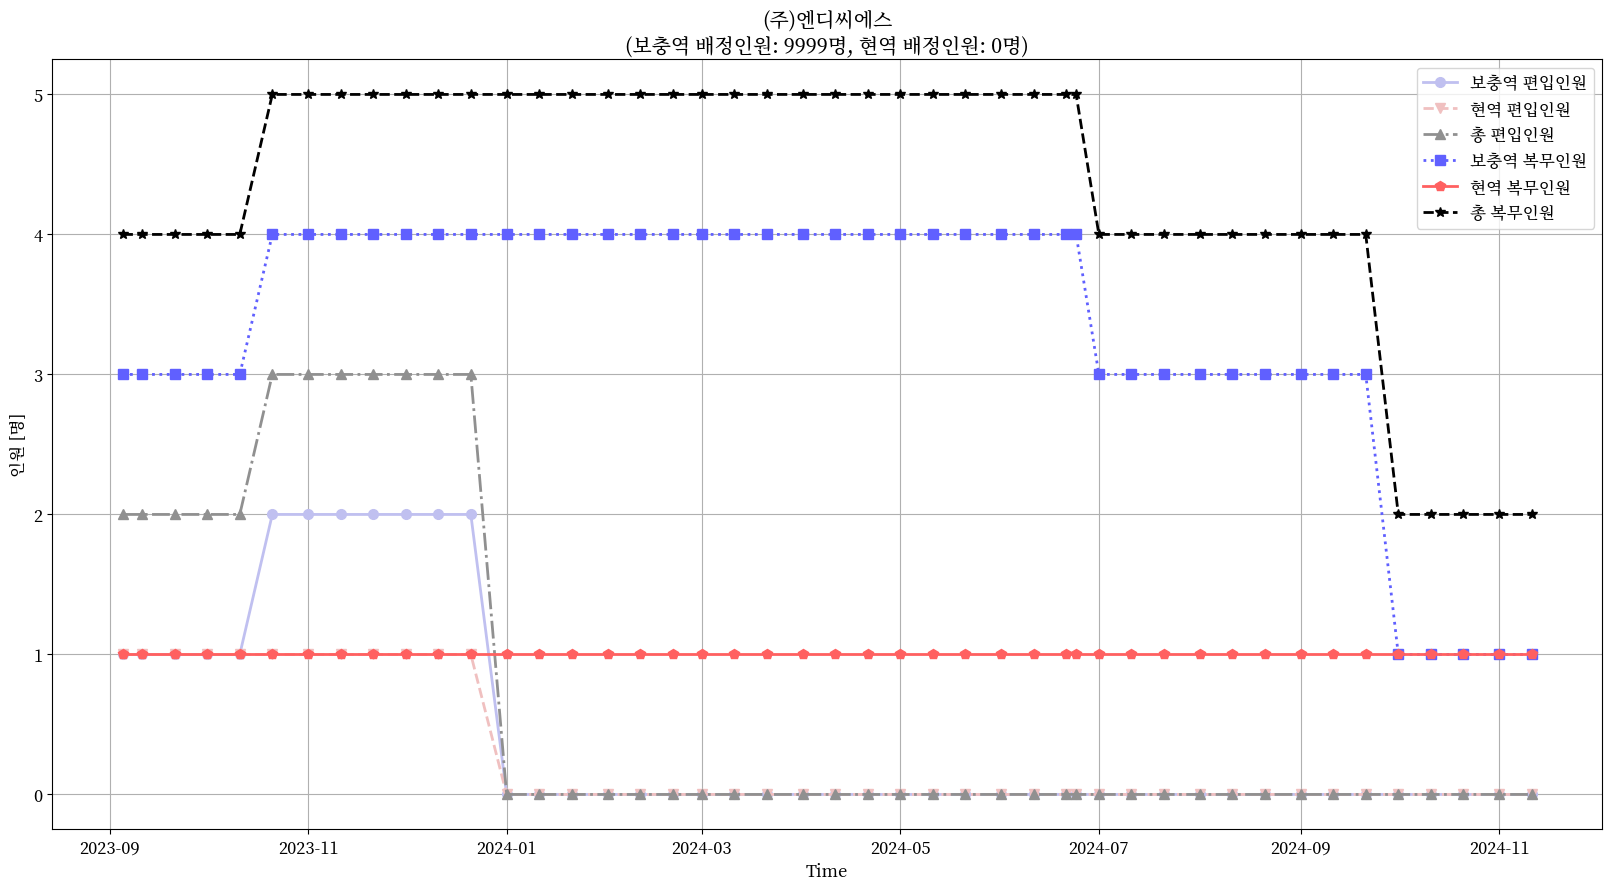 (주)엔디씨에스
(보충역 배정인원: 9999명, 현역 배정인원: 0명)
보충역 편입인원
현역 편입인원
총 편입인원
보충역 복무인원
현역 복무인원
총 복무인원
인원 [명]
5
4
3
2
1
0
2023-09 2023-11 2024-01 2024-03 2024-05 2024-07 2024-09 2024-11
Time